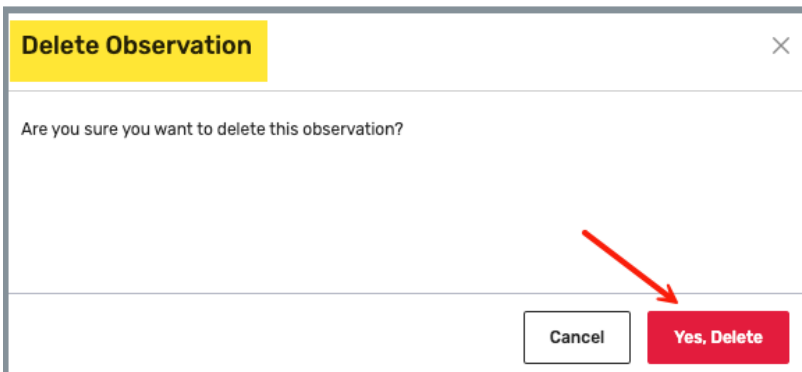 Delete Observation
Are you sure you want to delete this observation?
Cancel
Yes, Delete